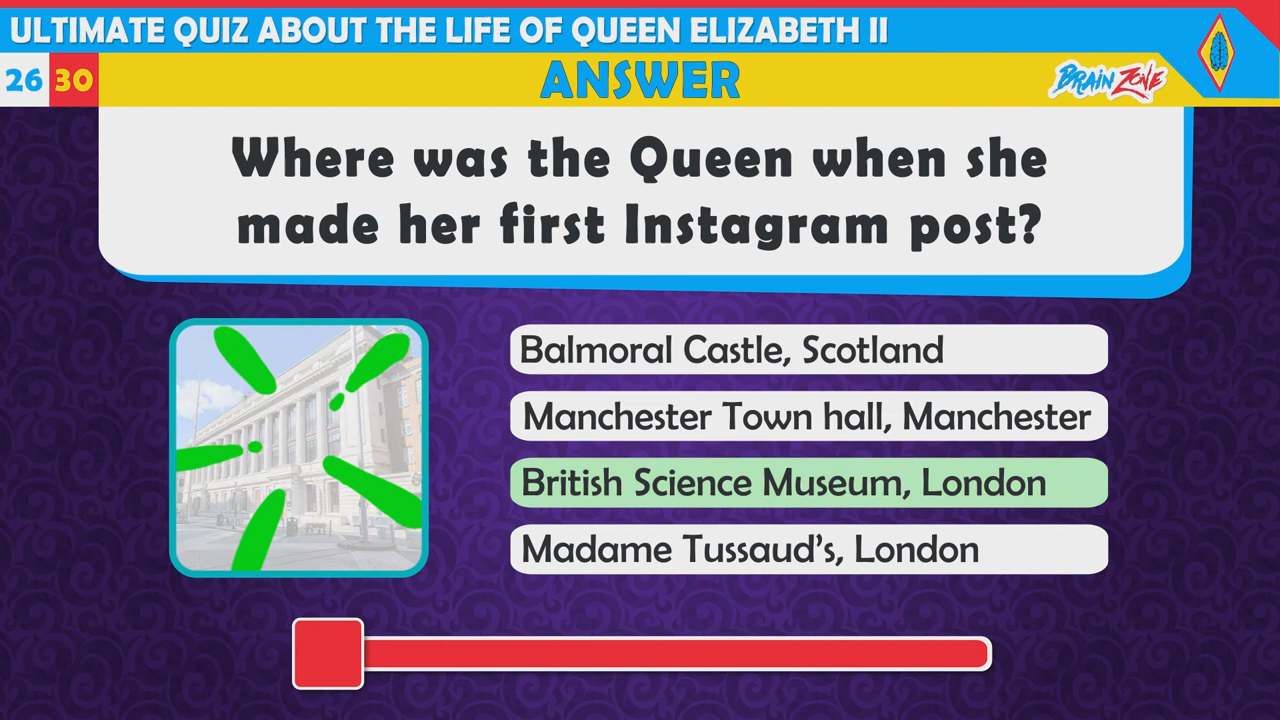 ULTIMATE QUIZ ABOUT THE LIFE OF QUEEN ELIZABETH II
26 30
ANSWER
BRAIN ZONE
Where was the Queen when she
made her first Instagram post?
Balmoral Castle, Scotland
Manchester Town hall, Manchester
British Science Museum, London
Madame Tussaud's, London